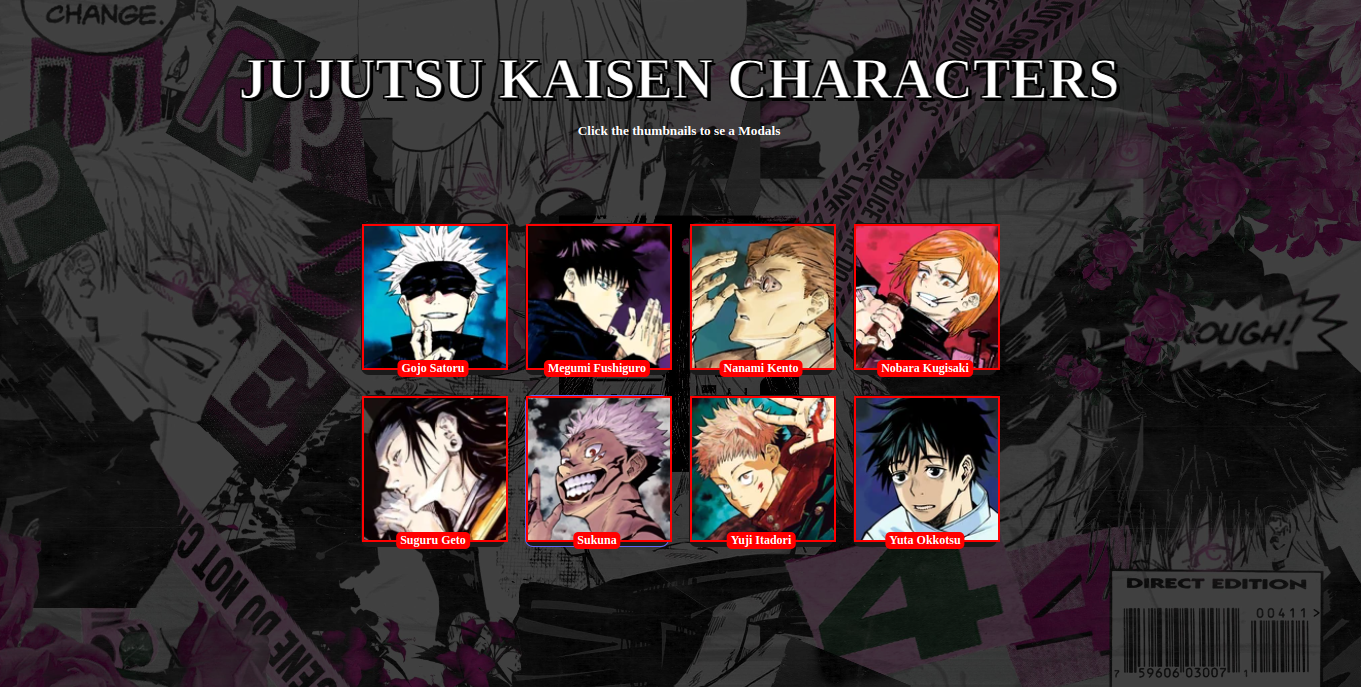 CHANGE.
JUJUTSU KAISEN CHARACTERS
Click the thumbnails to se a Modals
Gojo Satoru
Megumi Fushiguro
Nanami Kento
Nobara Kugisaki
Suguru Geto
Sukuna
Yuji Itadori
Yuta Okkotsu
DIRECT EDITION
00411>
7 59606 03007 1